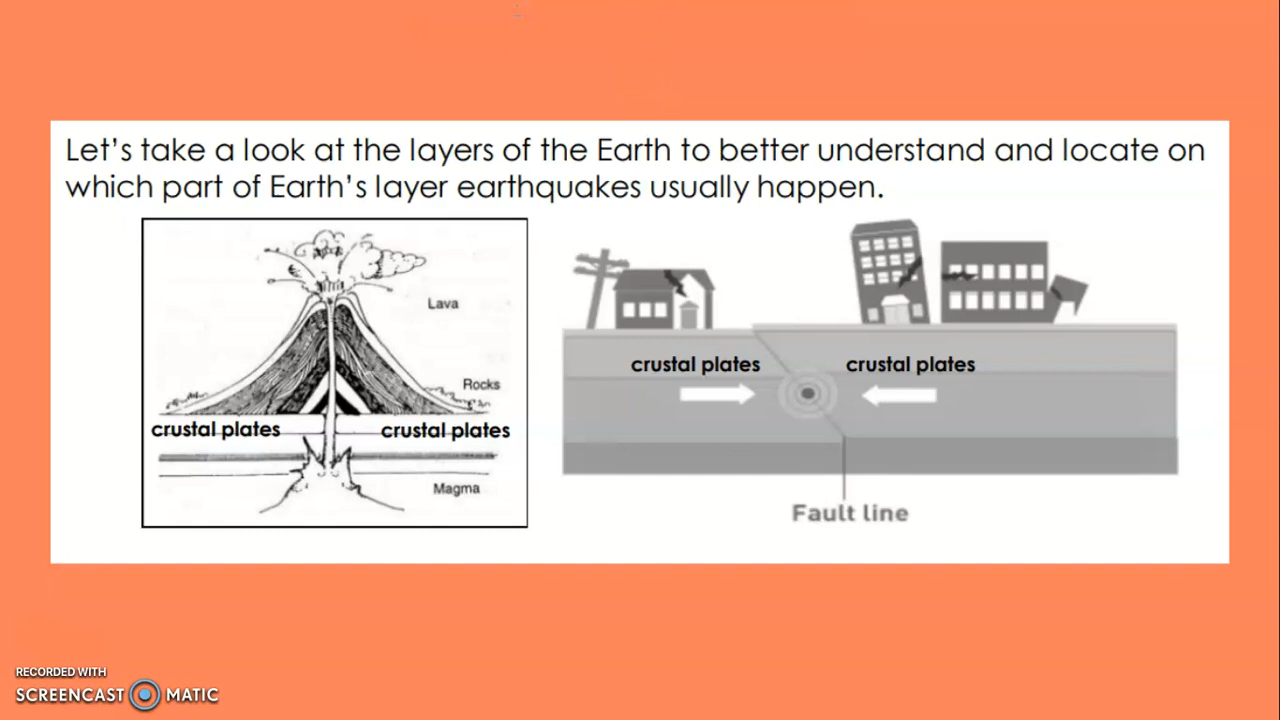 Let's take a look at the layers of the Earth to better understand and locate on
which part of Earth's layer earthquakes usually happen.
Lava
Rocks
crustal plates crustal plates
Magma
crustal plates crustal plates
Fault line
RECORDED WITH
SCREENCAST MATIC